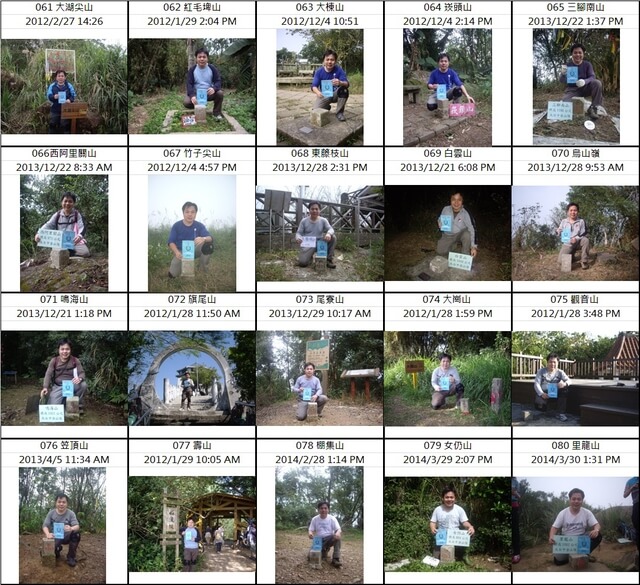 061 大湖尖山
2012/2/27 14:26
062 紅毛埤山
2012/1/29 2:04 PM
063 大棟山
2012/12/4 10:51
064 崁頭山
2012/12/4 2:14 PM
065 三腳南山
2013/12/22 1:37 PM
066西阿里關山
2013/12/22 8:33 AM
067 竹子尖山
2012/12/4 4:57 PM
068 東藤枝山
2013/12/28 2:31 PM
069 白雲山
2013/12/21 6:08 PM
070 鳥山嶺
2013/12/28 9:53 AM
071 鳴海山
2013/12/21 1:18 PM
072 旗尾山
2012/1/28 11:50 AM
073 尾寮山
2013/12/29 10:17 AM
074 大崗山
2012/1/28 1:59 PM
075 觀音山
2012/1/28 3:48 PM
076 笠頂山
2013/4/5 11:34 AM
077 壽山
2012/1/29 10:05 AM
078 棚集山
2014/2/28 1:14 PM
079 女仍山
2014/3/29 2:07 PM
080 里龍山
2014/3/30 1:31 PM